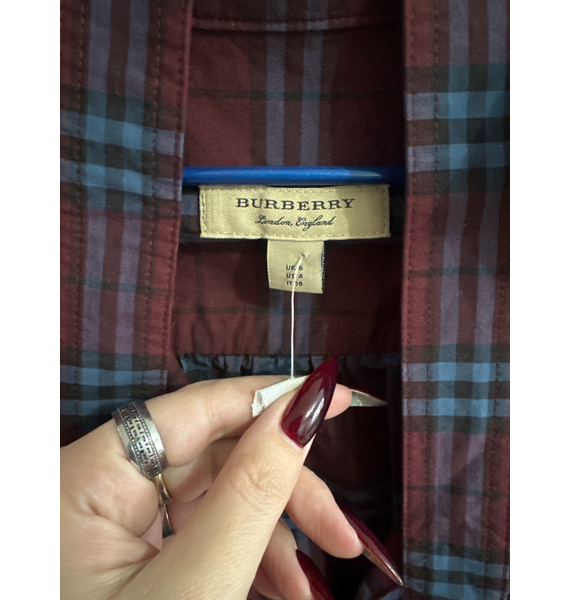 BURBERRY
London, England
UK 6
US 4
IT 38